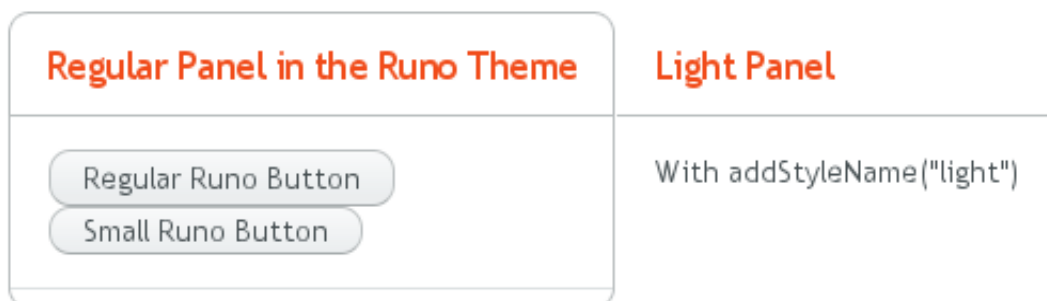 Regular Panel in the Runo Theme
Regular Runo Button
Small Runo Button
Light Panel
With addStyleName("light")